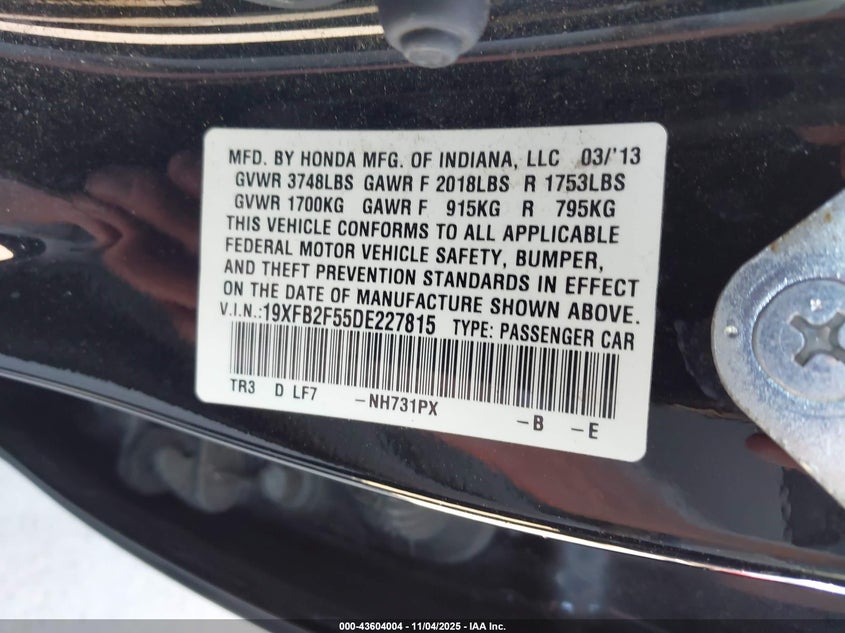 MFD. BY HONDA MFG. OF INDIANA, LLC 03/'13
GVWR 3748LBS GAWR F 2018LBS R 1753LBS
GVWR 1700KG GAWR F 915KG R 795KG
THIS VEHICLE CONFORMS TO ALL APPLICABLE
FEDERAL MOTOR VEHICLE SAFETY, BUMPER,
AND THEFT PREVENTION STANDARDS IN EFFECT
ON THE DATE OF MANUFACTURE SHOWN ABOVE.
V.I.N.:19XFB2F55DE227815 TYPE: PASSENGER CAR
TR3 D LF7 -NH731PX -B -E
000-43604004 - 11/04/2025 - IAA Inc.